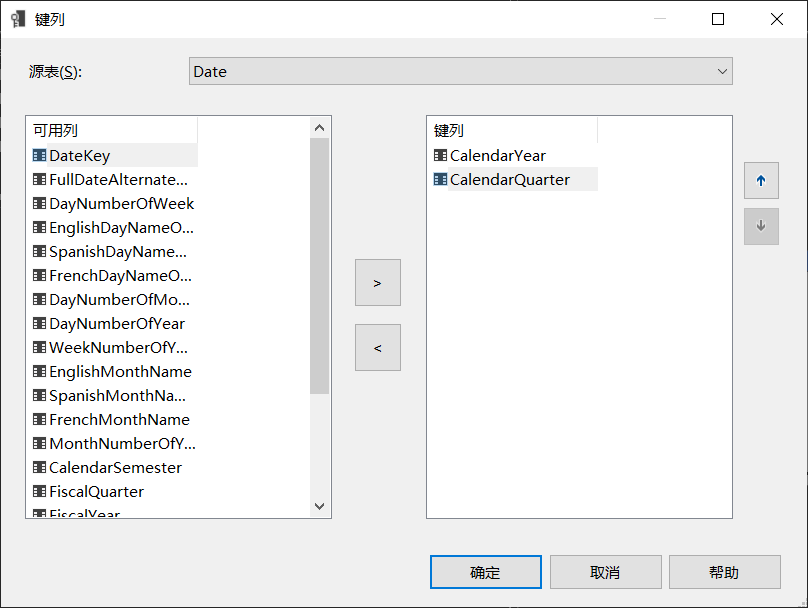 键列
源表(S):
Date
可用列
DateKey
FullDateAlternate...
DayNumberOfWeek
EnglishDayNameO...
SpanishDayName...
FrenchDayNameO...
DayNumberOfMo...
DayNumberOfYear
WeekNumberOfY...
EnglishMonthName
SpanishMonthNa...
FrenchMonthName
MonthNumberOfY...
CalendarSemester
FiscalQuarter
FiscalYear
>
<
键列
CalendarYear
CalendarQuarter
确定
取消
帮助